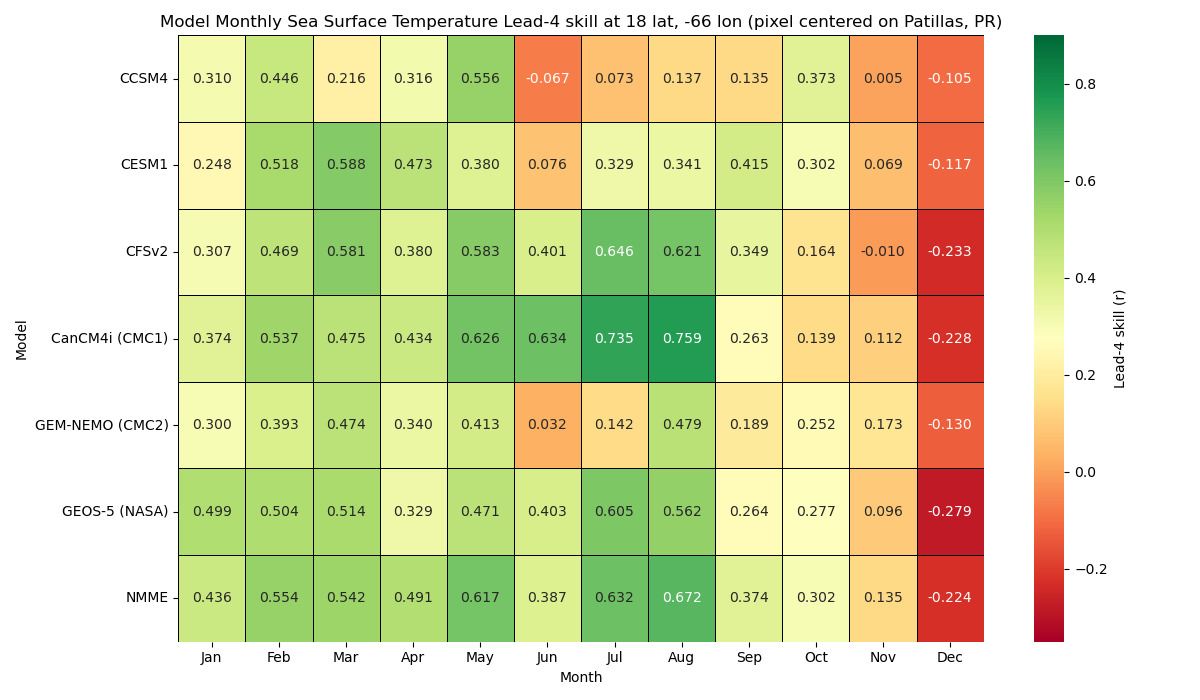 Model Monthly Sea Surface Temperature Lead-4 skill at 18 lat, -66 lon (pixel centered on Patillas, PR)
Model
CCSM4 0.310 0.446 0.216 0.316 0.556 -0.067 0.073 0.137 0.135 0.373 0.005 -0.105
CESM1 0.248 0.518 0.588 0.473 0.380 0.076 0.329 0.341 0.415 0.302 0.069 -0.117
CFSv2 0.307 0.469 0.581 0.380 0.583 0.401 0.646 0.621 0.349 0.164 -0.010 -0.233
CanCM4i (CMC1) 0.374 0.537 0.475 0.434 0.626 0.634 0.735 0.759 0.263 0.139 0.112 -0.228
GEM-NEMO (CMC2) 0.300 0.393 0.474 0.340 0.413 0.032 0.142 0.479 0.189 0.252 0.173 -0.130
GEOS-5 (NASA) 0.499 0.504 0.514 0.329 0.471 0.403 0.605 0.562 0.264 0.277 0.096 -0.279
NMME 0.436 0.554 0.542 0.491 0.617 0.387 0.632 0.672 0.374 0.302 0.135 -0.224
Jan Feb Mar Apr May Jun Jul Aug Sep Oct Nov Dec
Month
0.8
0.6
0.4
0.2
0.0
−0.2
Lead-4 skill (r)